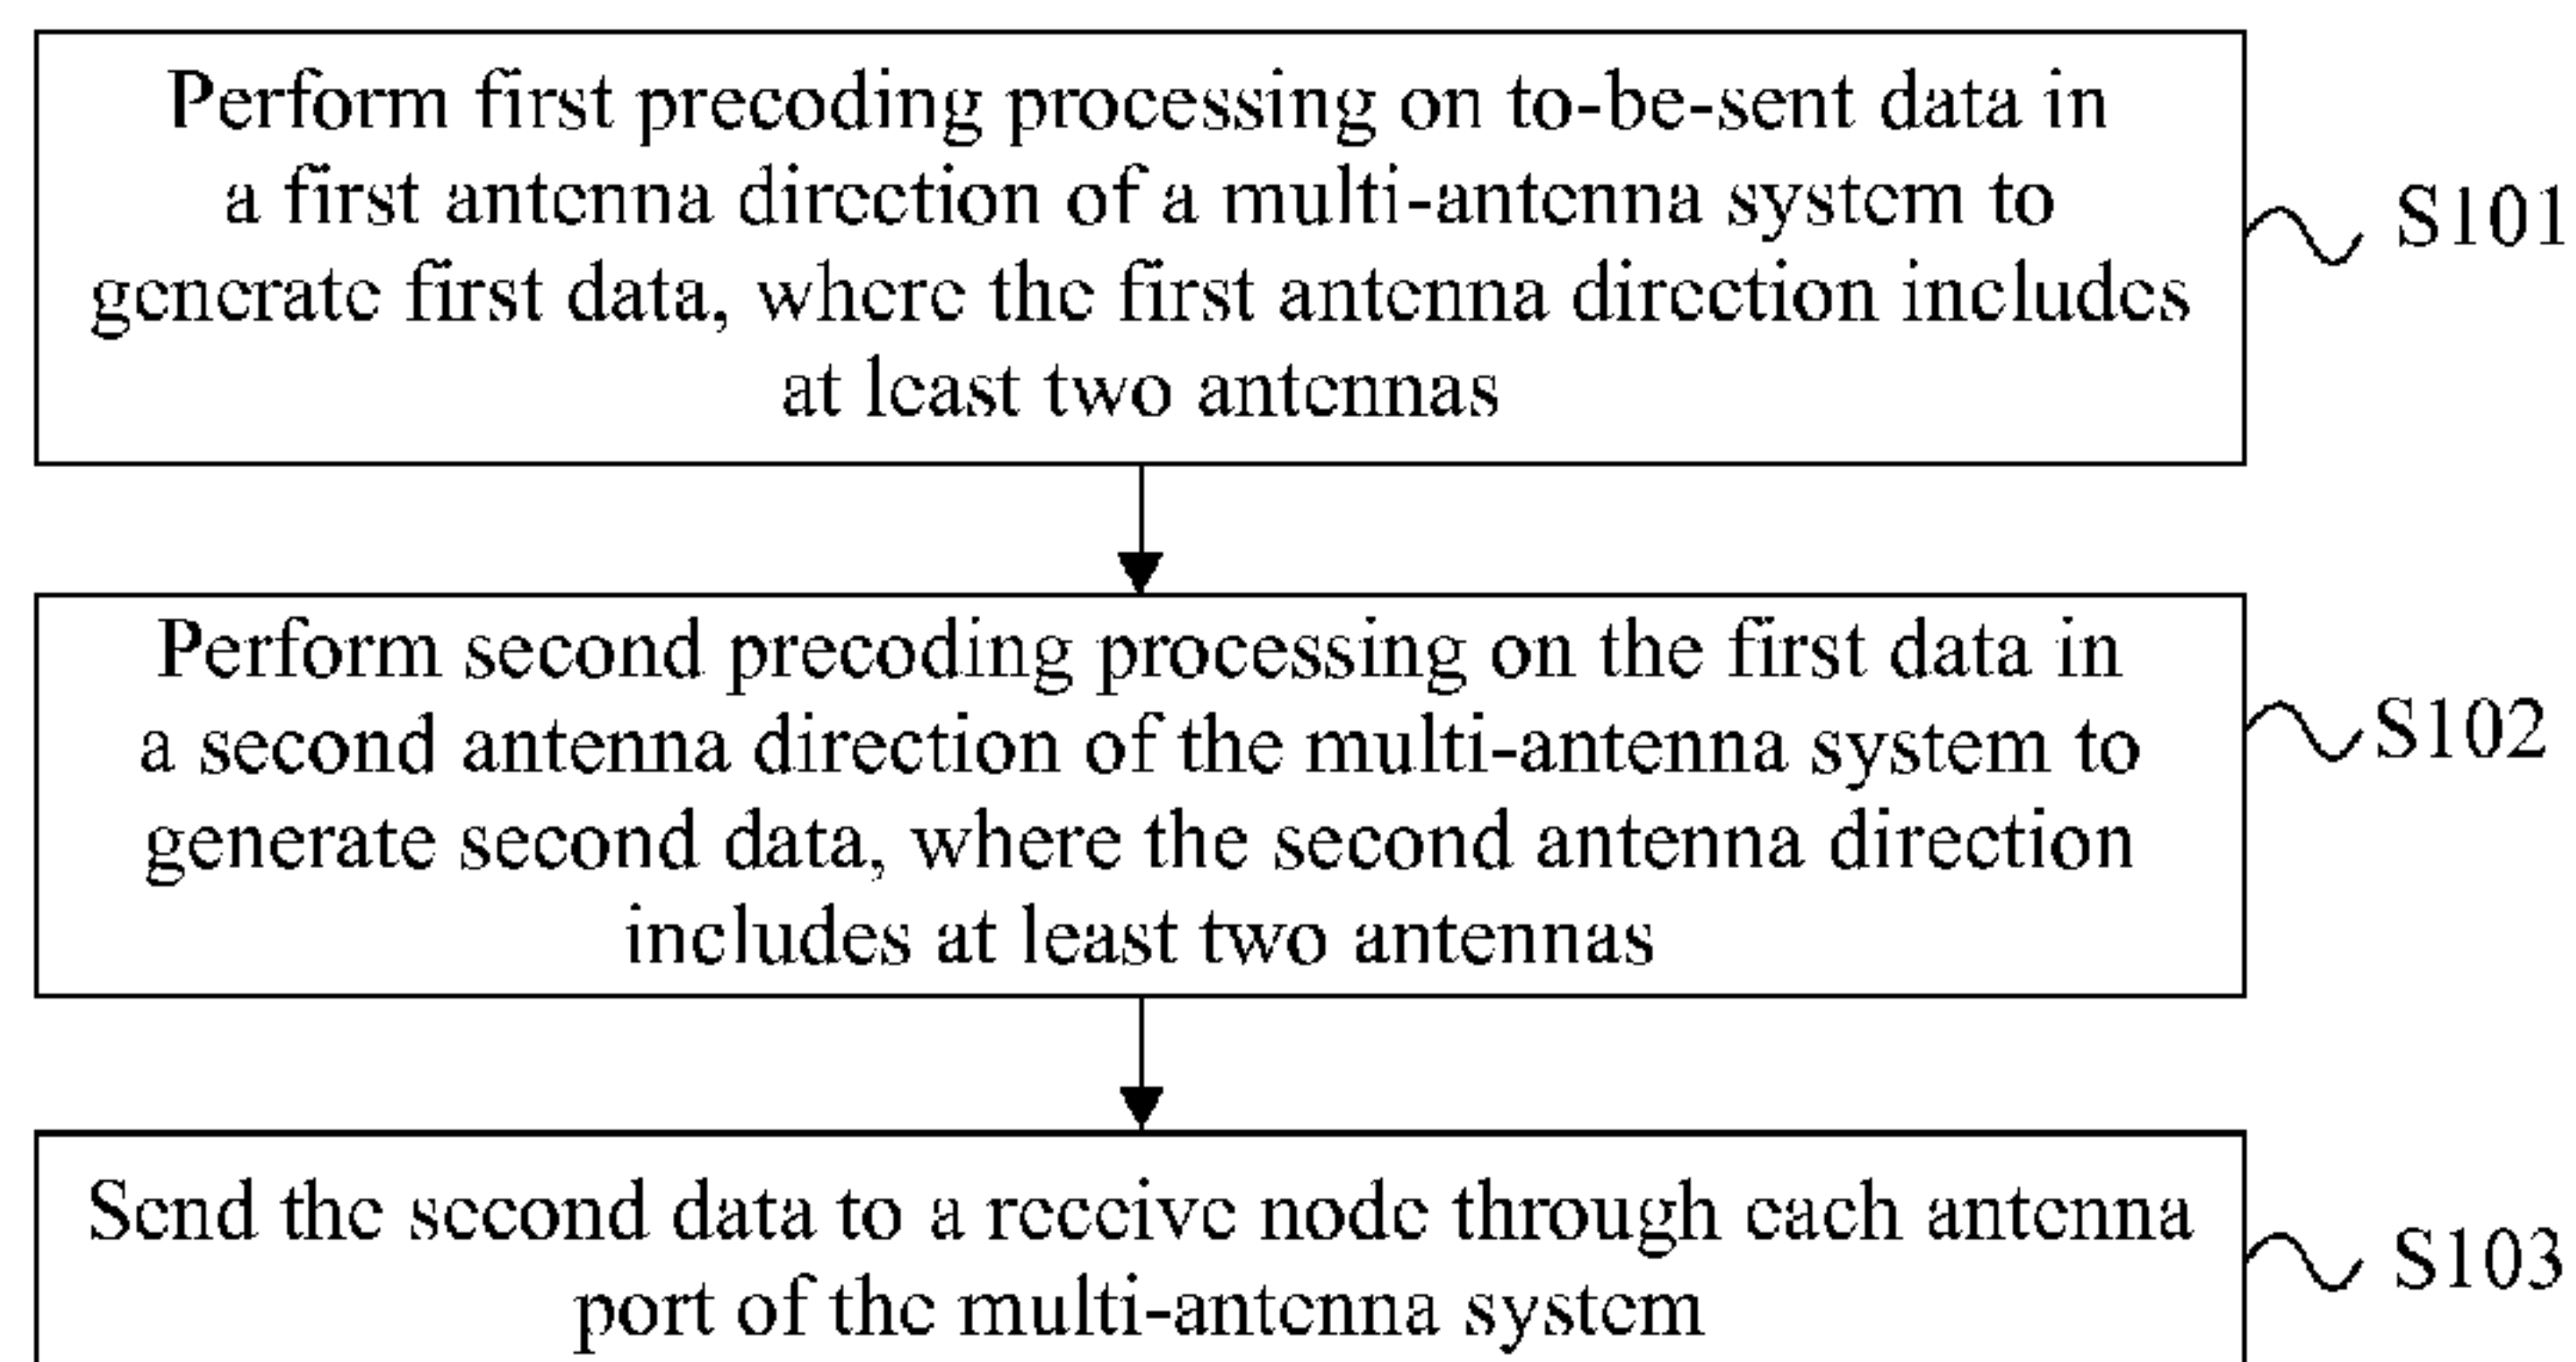 Perform first precoding processing on to-be-sent data in
a first antenna direction of a multi-antenna system to
generate first data, where the first antenna direction includes
at least two antennas
S101
Perform second precoding processing on the first data in
a second antenna direction of the multi-antenna system to
generate second data, where the second antenna direction
includes at least two antennas
S102
Send the second data to a receive node through each antenna
port of the multi-antenna system
S103